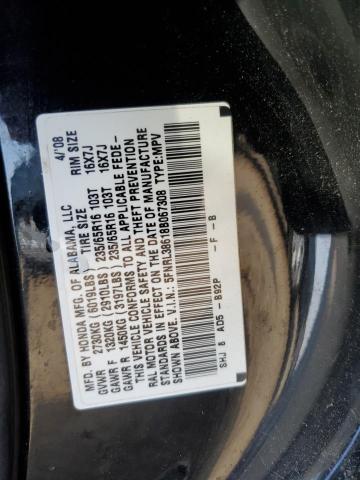 MFD. BY HONDA MFG. OF ALABAMA, LLC 4/'08
GVWR 2730KG (6019LBS) TIRE SIZE RIM SIZE
GAWR F 1320KG (2910LBS) 235/65R16 103T 16X7J
GAWR R 1450KG (3197LBS) 235/65R16 103T 16X7J
THIS VEHICLE CONFORMS TO ALL APPLICABLE FEDE-
RAL MOTOR VEHICLE SAFETY AND THEFT PREVENTION
STANDARDS IN EFFECT ON THE DATE OF MANUFACTURE
SHOWN ABOVE. V.I.N.: 5FNRL38618B067308 TYPE:MPV
SHJ 8 AD5 -B92P -F -B